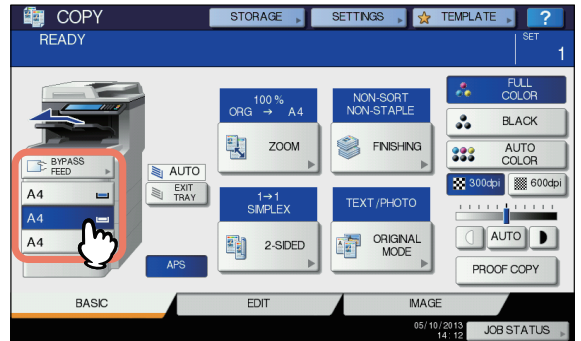 COPY
STORAGE
SETTINGS
TEMPLATE
?
READY
SET
1
100 %
ORG → A4
ZOOM
NON-SORT
NON-STAPLE
FINISHING
FULL
COLOR
BLACK
AUTO
COLOR
300dpi
600dpi
BYPASS
FEED
A4
A4
A4
AUTO
EXIT
TRAY
APS
1→1
SIMPLEX
2-SIDED
TEXT/PHOTO
ORIGINAL
MODE
AUTO
PROOF COPY
BASIC
EDIT
IMAGE
05/10/2013
14:12
JOB STATUS